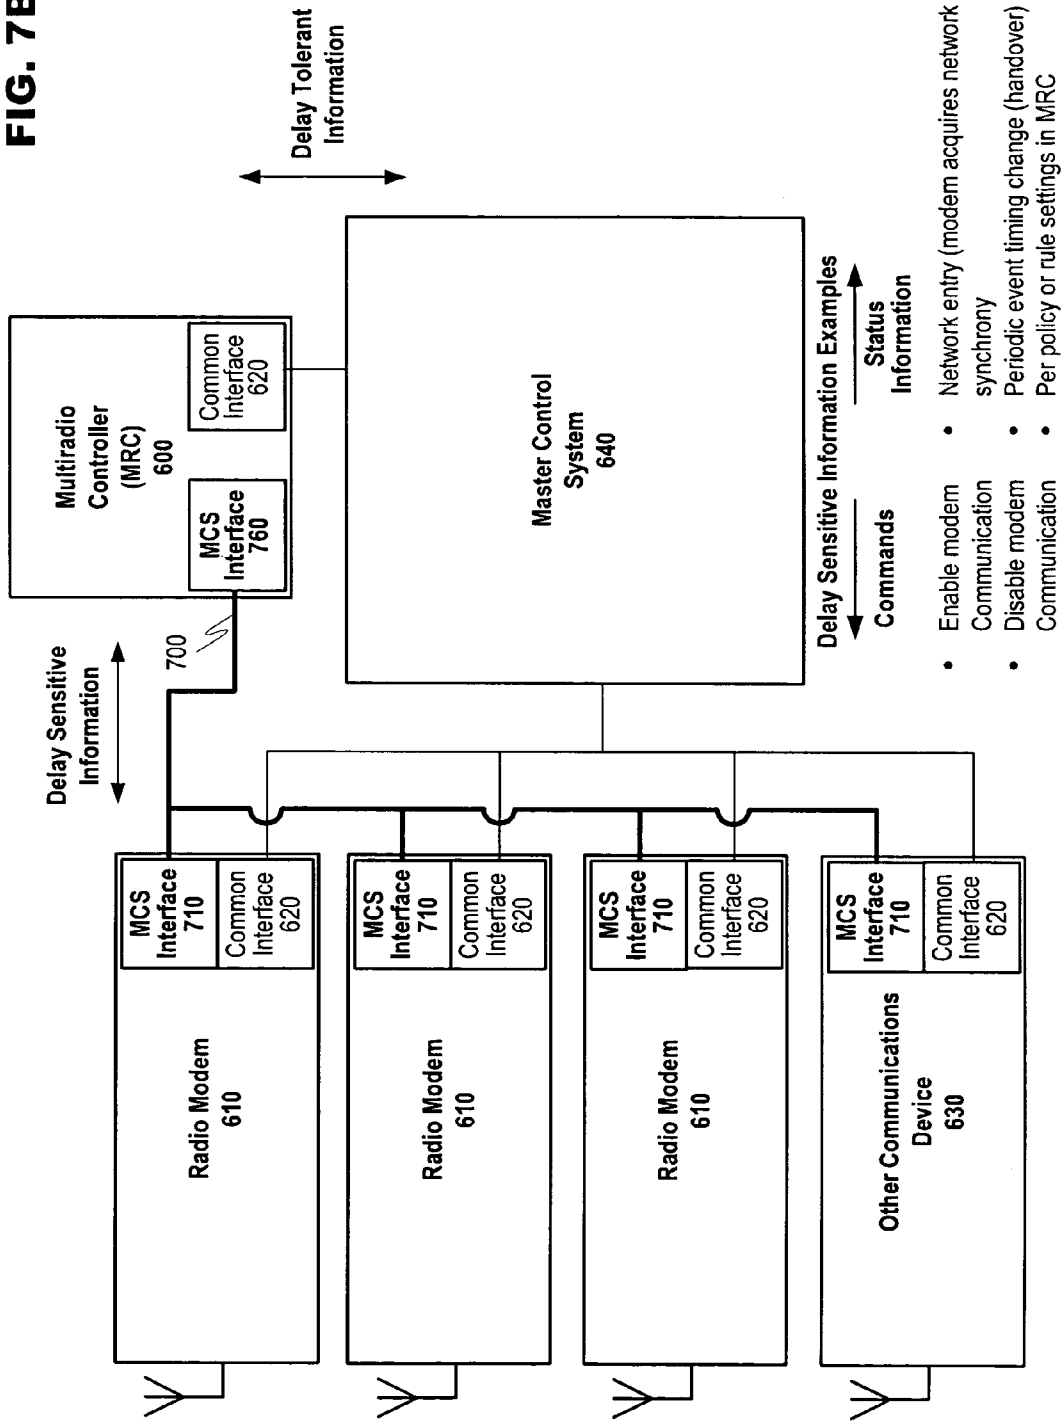 FIG. 7B
Delay Tolerant
Information
Multiradio
Controller
(MRC)
600
MCS
Interface
760
Common
Interface
620
Delay Sensitive
Information
700
Master Control
System
640
MCS
Interface
710
Common
Interface
620
Radio Modem
610
MCS
Interface
710
Common
Interface
620
Radio Modem
610
MCS
Interface
710
Common
Interface
620
Radio Modem
610
MCS
Interface
710
Common
Interface
620
Other Communications
Device
630
Delay Sensitive Information Examples
Commands
Status
Information
• Enable modem
Communication
• Disable modem
Communication
• Network entry (modem acquires network
synchrony
• Periodic event timing change (handover)
• Per policy or rule settings in MRC